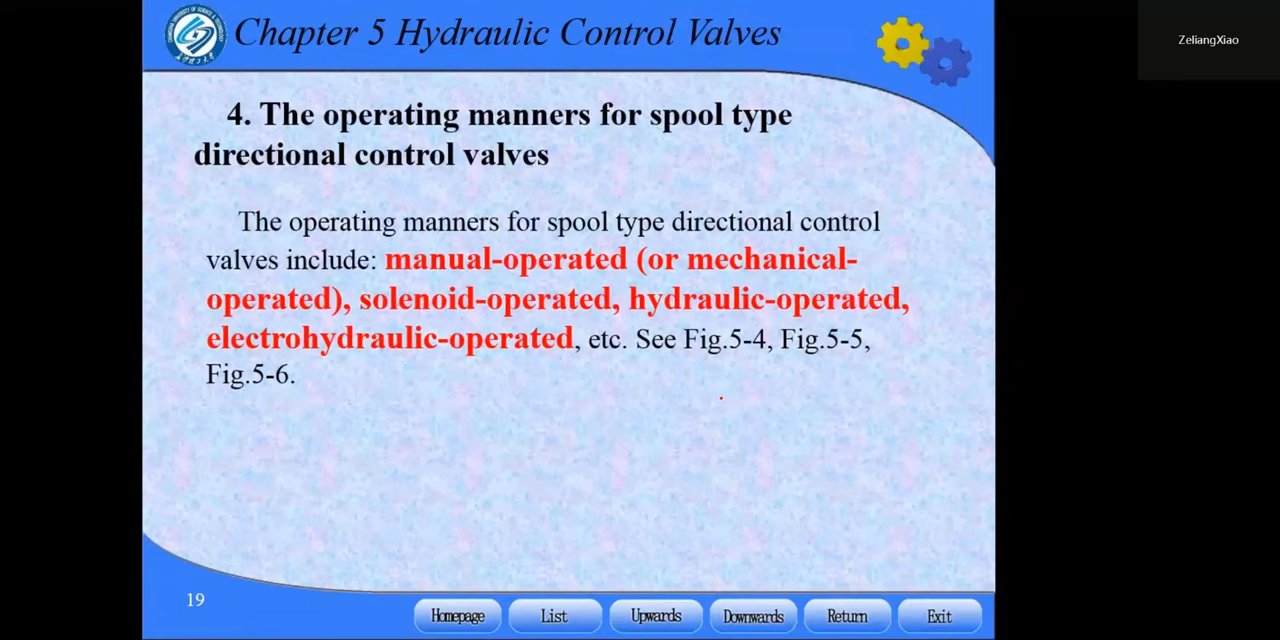 Chapter 5 Hydraulic Control Valves
ZeliangXiao
4. The operating manners for spool type
directional control valves
The operating manners for spool type directional control
valves include: manual-operated (or mechanical-
operated), solenoid-operated, hydraulic-operated,
electrohydraulic-operated, etc. See Fig.5-4, Fig.5-5,
Fig.5-6.
19
Homepage List Upwards Downwards Return Exit